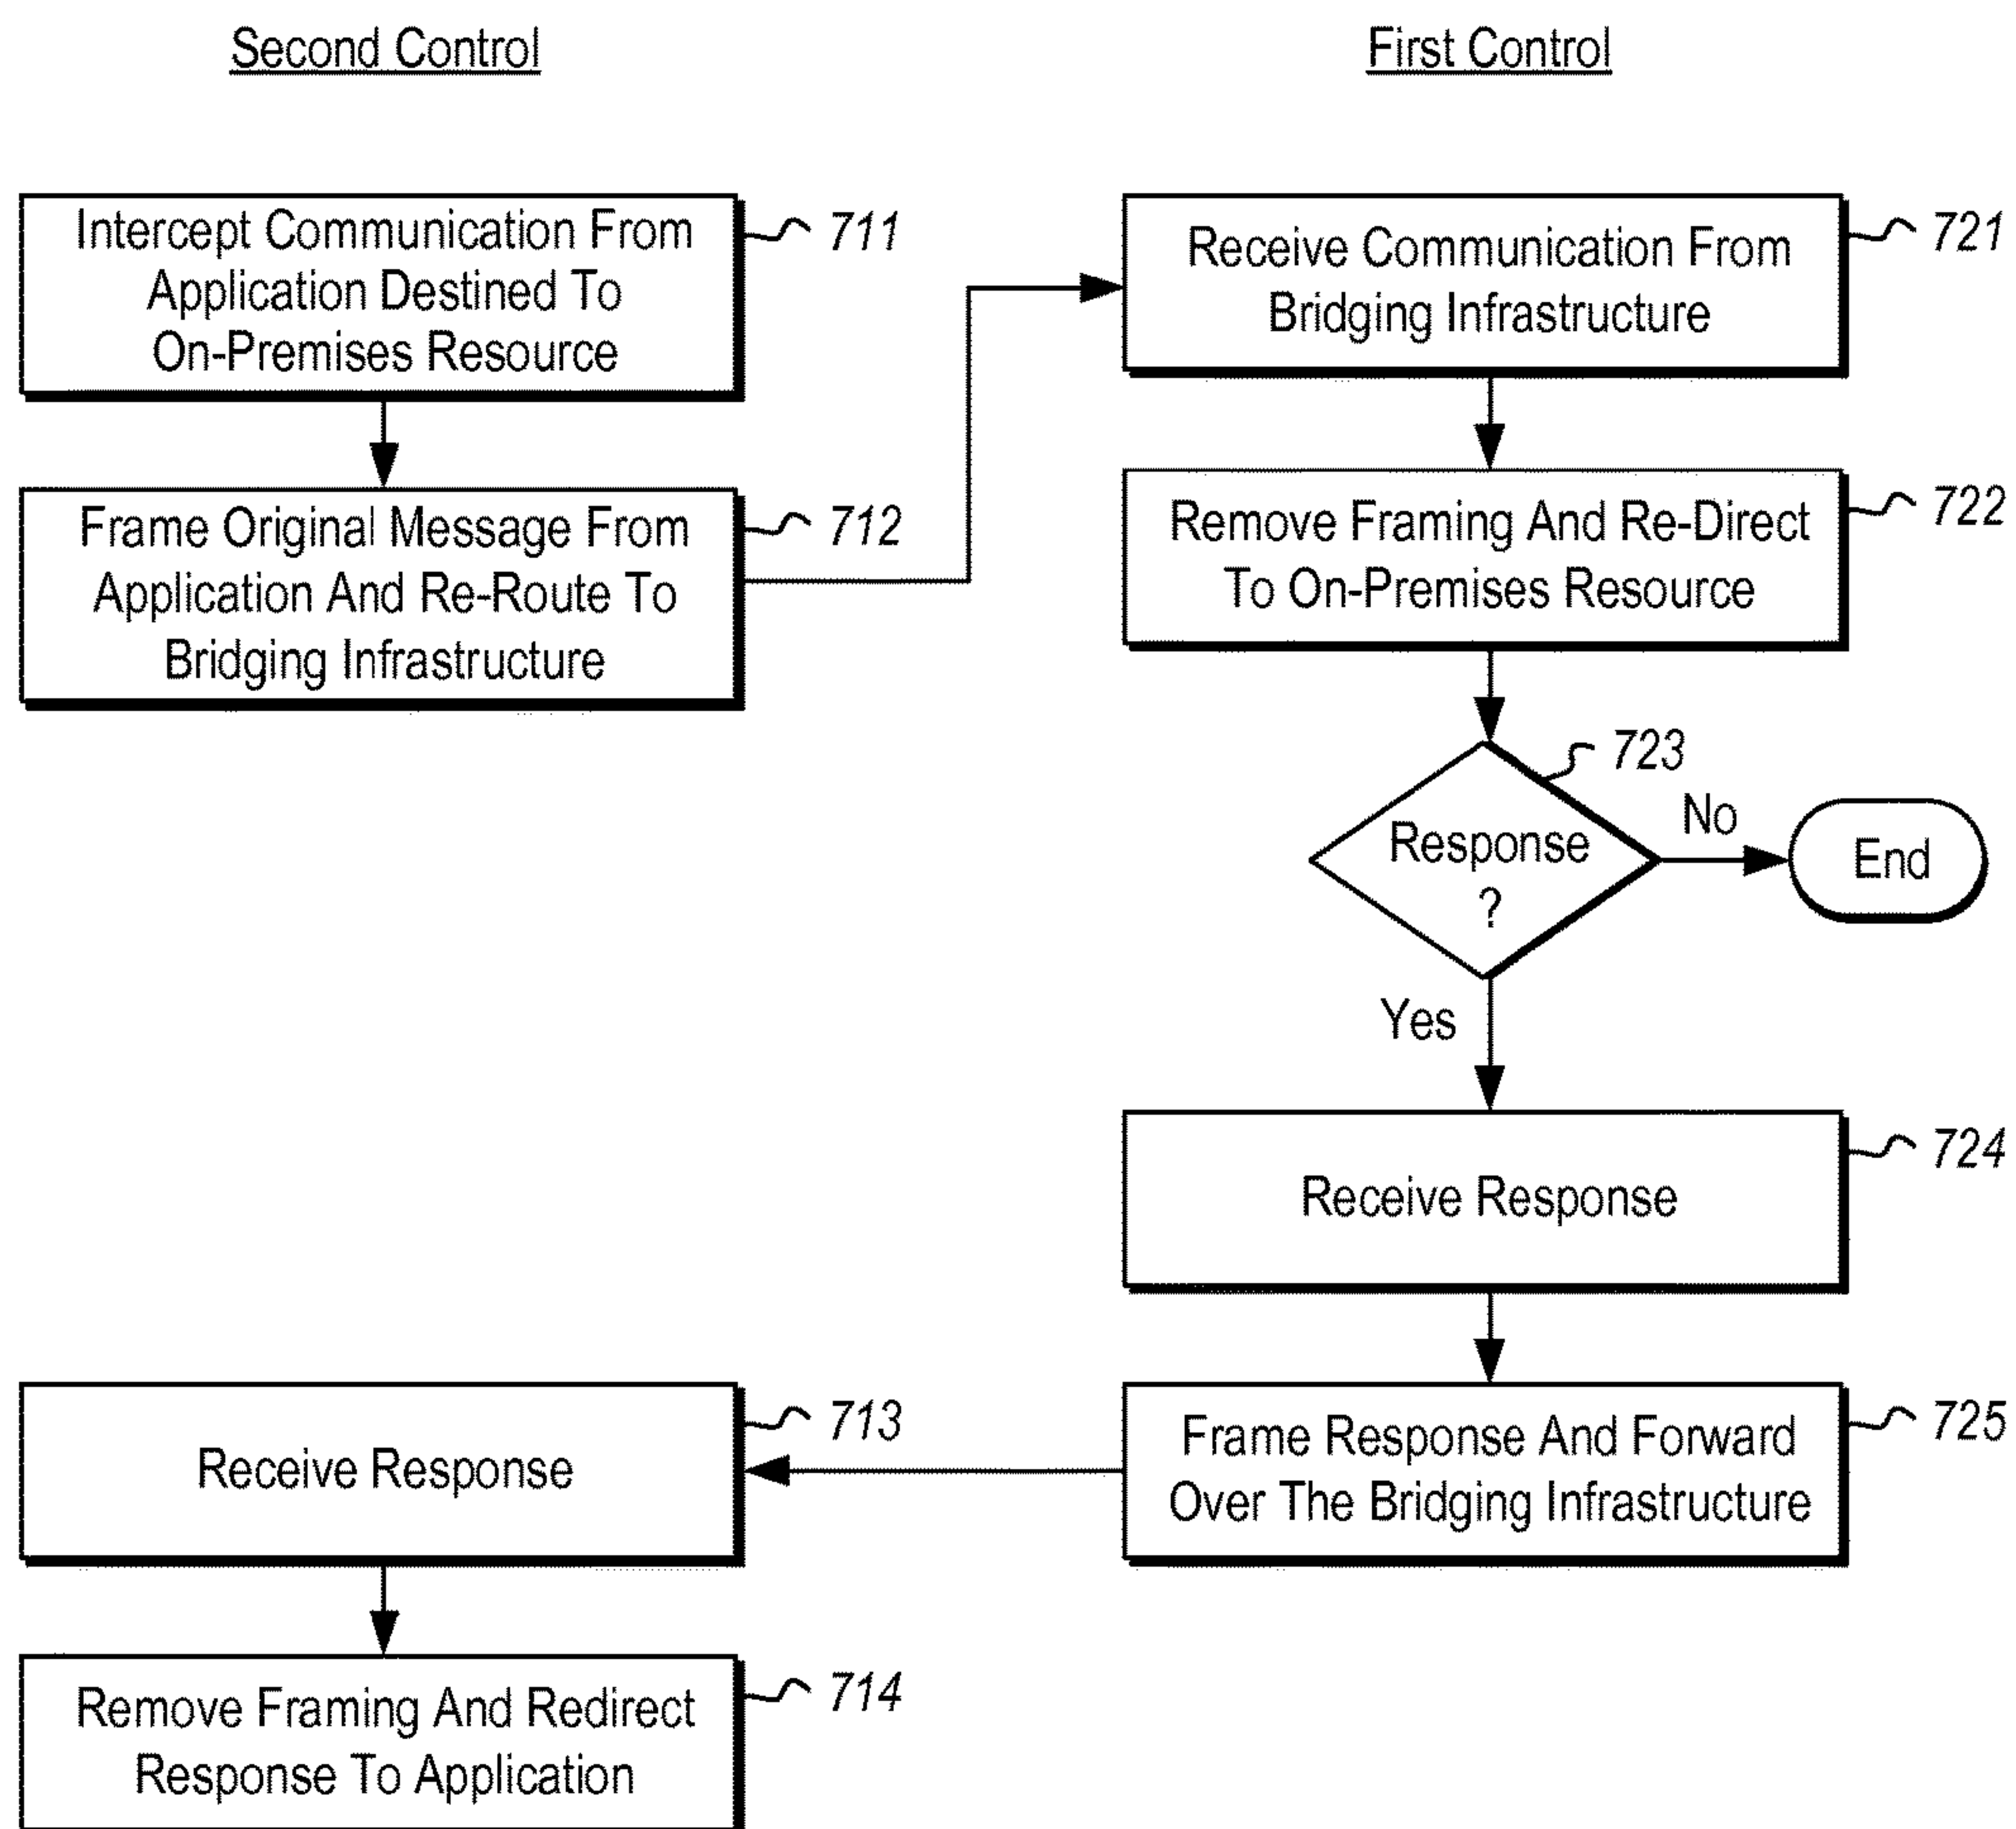 Second Control
First Control
Intercept Communication From
Application Destined To
On-Premises Resource
711
Frame Original Message From
Application And Re-Route To
Bridging Infrastructure
712
Receive Communication From
Bridging Infrastructure
721
Remove Framing And Re-Direct
To On-Premises Resource
722
Response
?
723
No
End
Yes
Receive Response
724
Frame Response And Forward
Over The Bridging Infrastructure
725
Receive Response
713
Remove Framing And Redirect
Response To Application
714